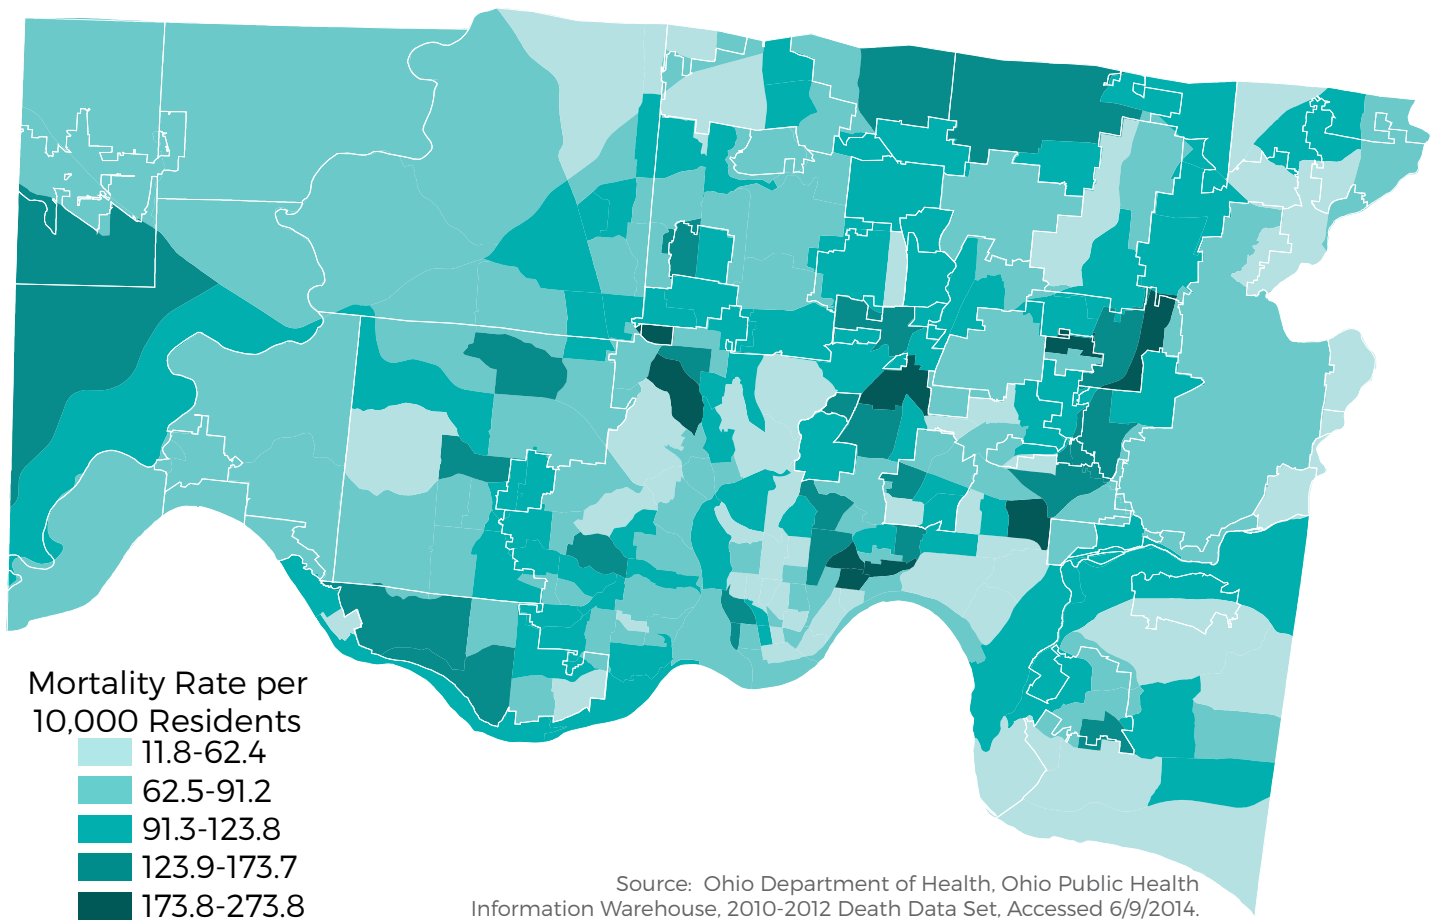 Mortality Rate per
10,000 Residents
11.8-62.4
62.5-91.2
91.3-123.8
123.9-173.7
173.8-273.8
Source: Ohio Department of Health, Ohio Public Health
Information Warehouse, 2010-2012 Death Data Set, Accessed 6/9/2014.